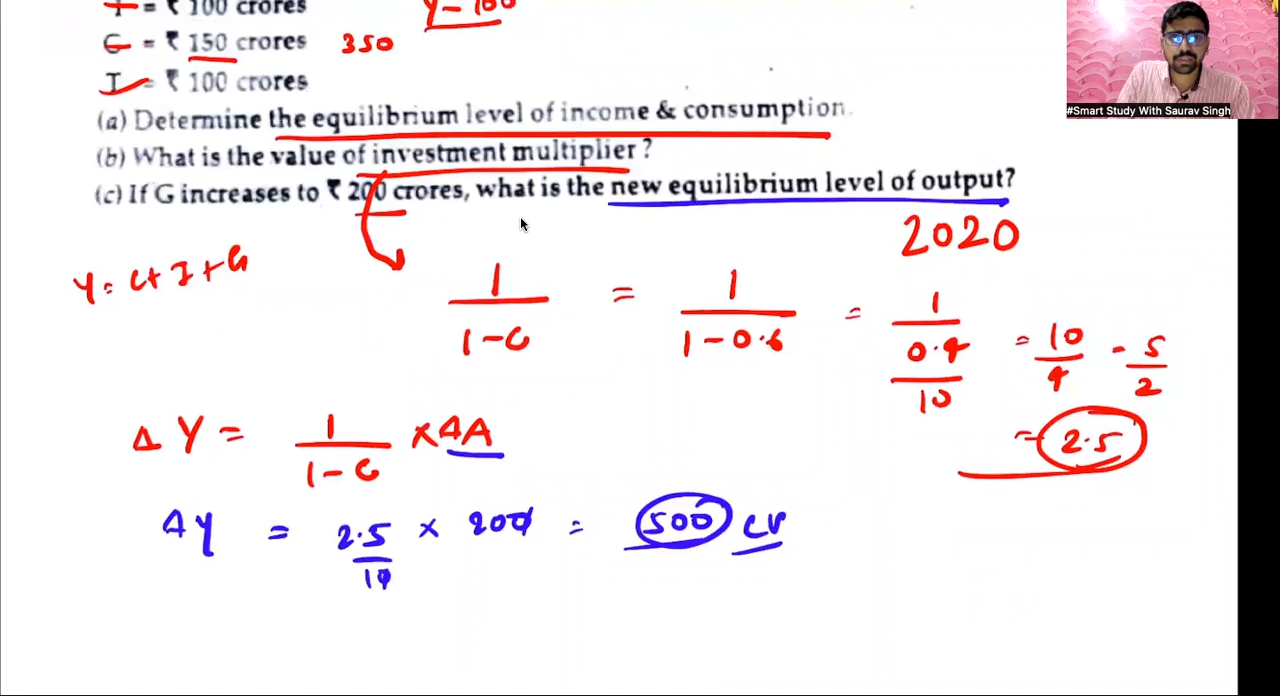 T = ₹ 100 crores
Y - 100
G = ₹ 150 crores 350
I = ₹ 100 crores
(a) Determine the equilibrium level of income & consumption.
(b) What is the value of investment multiplier ?
(c) If G increases to ₹ 200 crores, what is the new equilibrium level of output?
#Smart Study With Saurav Singh
2020
Y = C + I + G
1/1-C = 1/1-0.6 = 1/0.4/10 = 10/4 - 5/2
= 2.5
Δ Y = 1/1-C × ΔA
ΔY = 2.5/10 × 200 = 500 cr